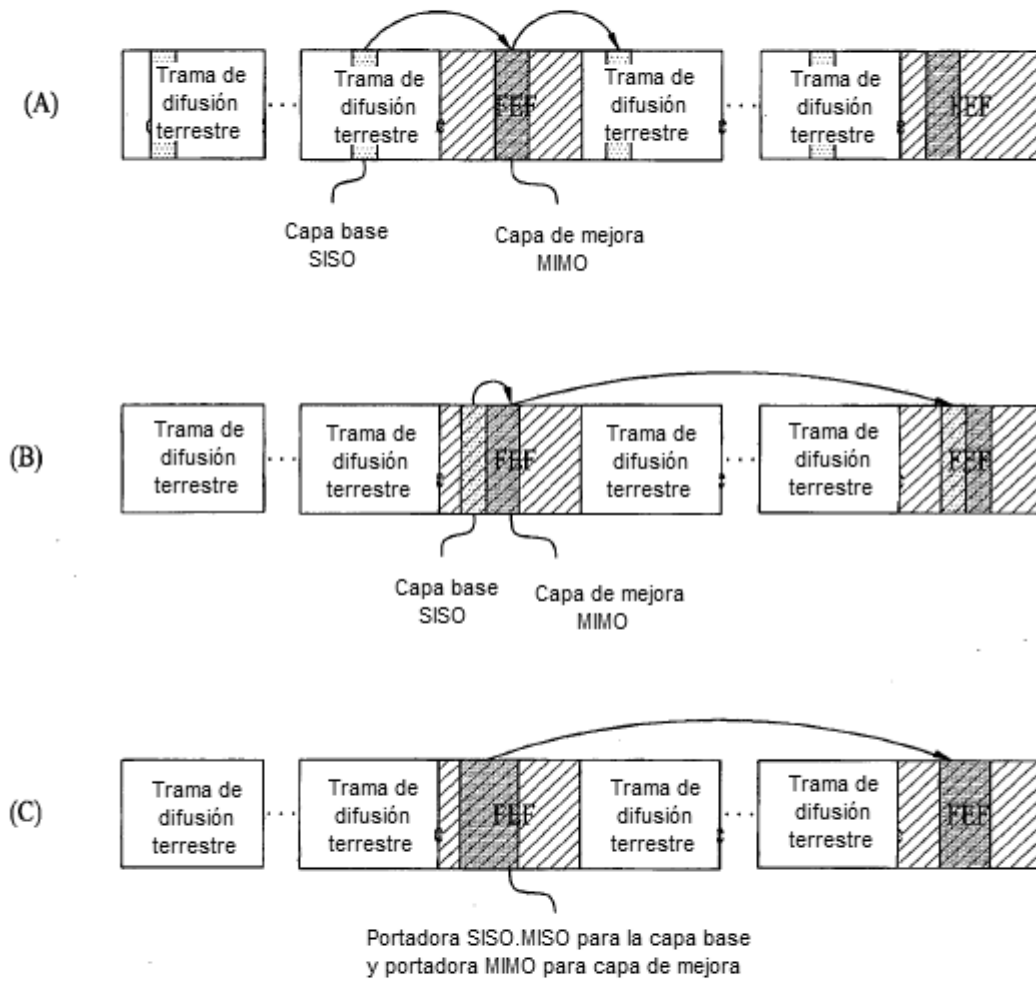 (A)
Trama de
difusión
terrestre
Trama de
difusión
terrestre
FEF
Trama de
difusión
terrestre
Trama de
difusión
terrestre
FEF
Capa base
SISO
Capa de mejora
MIMO
(B)
Trama de
difusión
terrestre
Trama de
difusión
terrestre
FEF
Trama de
difusión
terrestre
Trama de
difusión
terrestre
FEF
Capa base
SISO
Capa de mejora
MIMO
(C)
Trama de
difusión
terrestre
Trama de
difusión
terrestre
FEF
Trama de
difusión
terrestre
Trama de
difusión
terrestre
FEF
Portadora SISO.MISO para la capa base
y portadora MIMO para capa de mejora